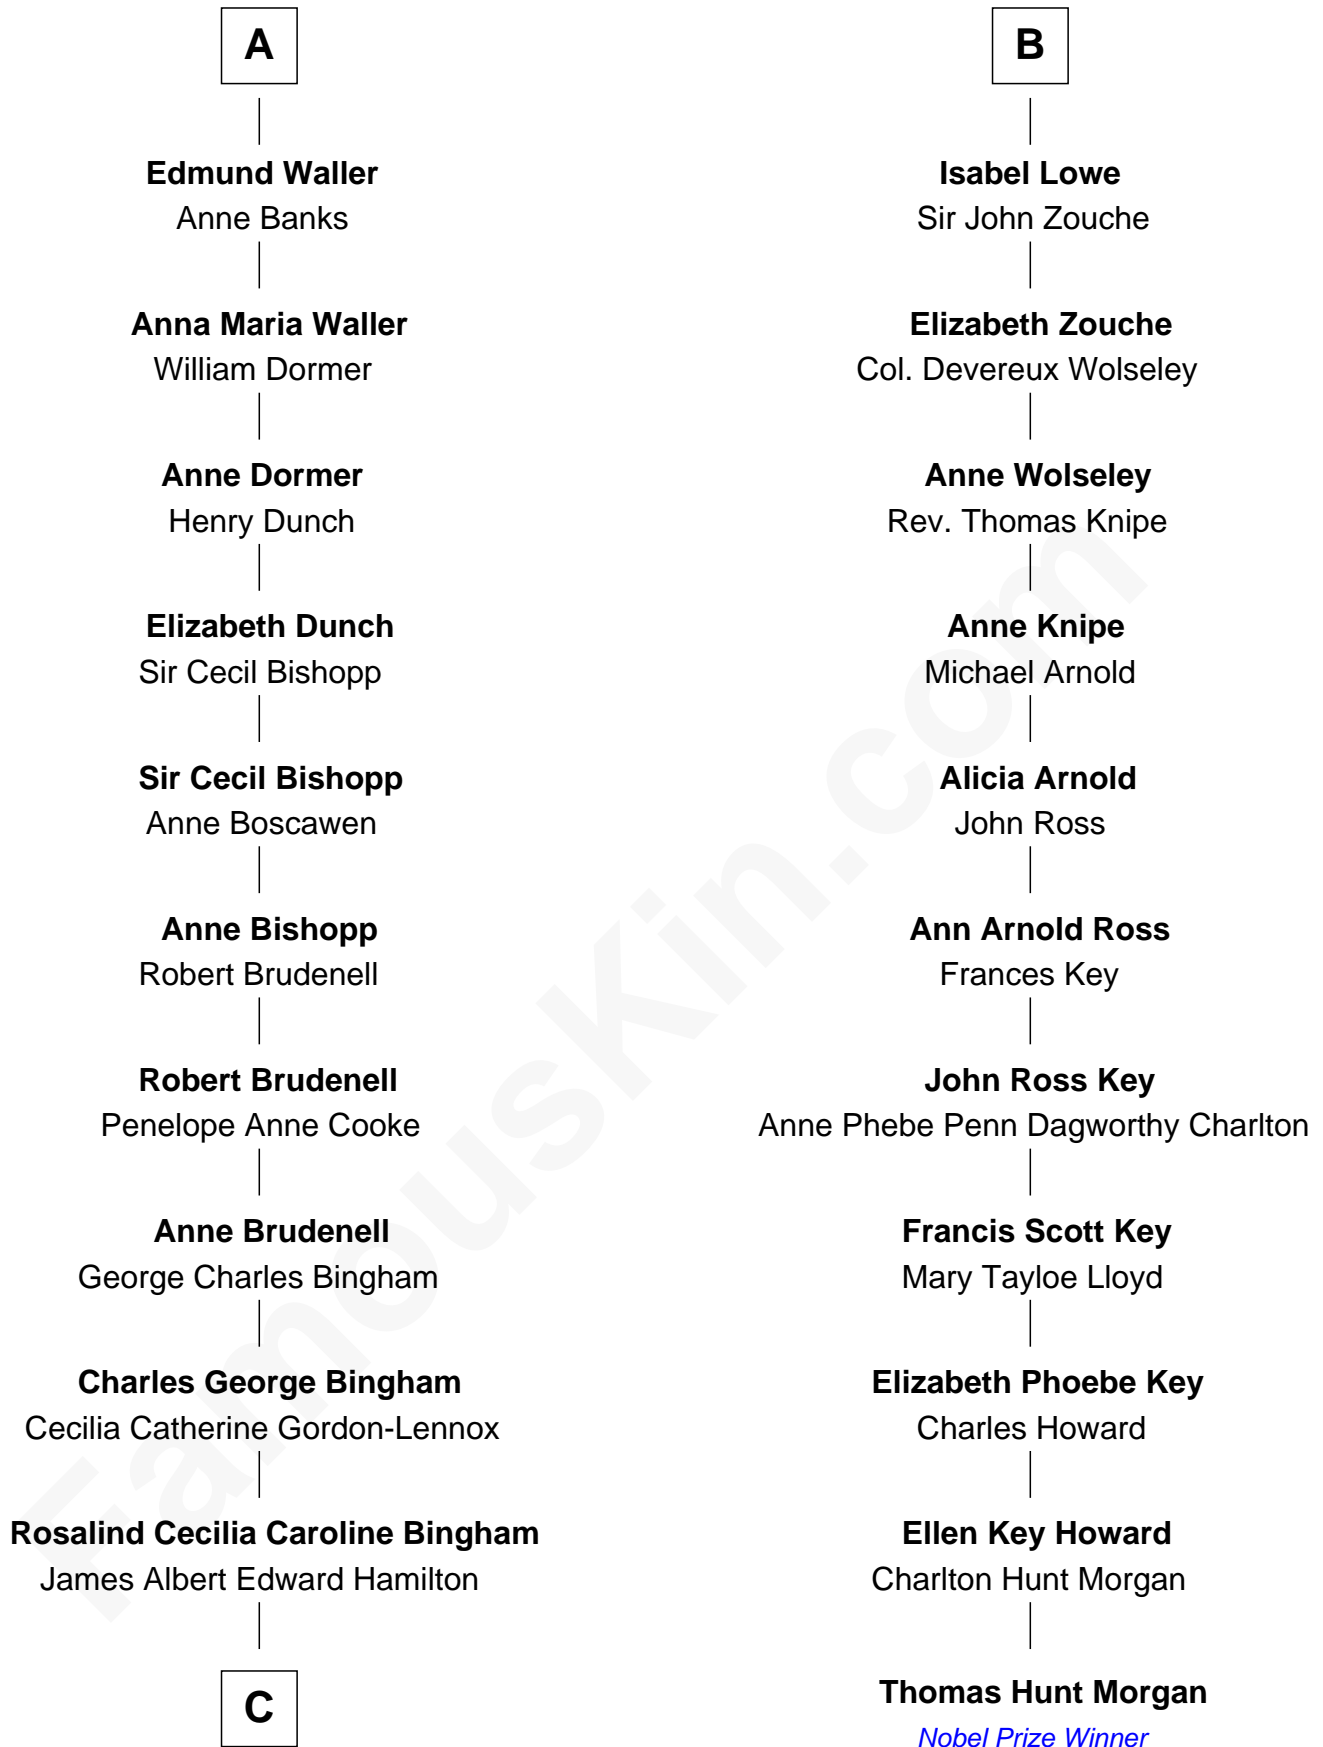 A
Edmund Waller
Anne Banks
Anna Maria Waller
William Dormer
Anne Dormer
Henry Dunch
Elizabeth Dunch
Sir Cecil Bishopp
Sir Cecil Bishopp
Anne Boscawen
Anne Bishopp
Robert Brudenell
Robert Brudenell
Penelope Anne Cooke
Anne Brudenell
George Charles Bingham
Charles George Bingham
Cecilia Catherine Gordon-Lennox
Rosalind Cecilia Caroline Bingham
James Albert Edward Hamilton
C
B
Isabel Lowe
Sir John Zouche
Elizabeth Zouche
Col. Devereux Wolseley
Anne Wolseley
Rev. Thomas Knipe
Anne Knipe
Michael Arnold
Alicia Arnold
John Ross
Ann Arnold Ross
Frances Key
John Ross Key
Anne Phebe Penn Dagworthy Charlton
Francis Scott Key
Mary Tayloe Lloyd
Elizabeth Phoebe Key
Charles Howard
Ellen Key Howard
Charlton Hunt Morgan
Thomas Hunt Morgan
Nobel Prize Winner
FamousKin.com